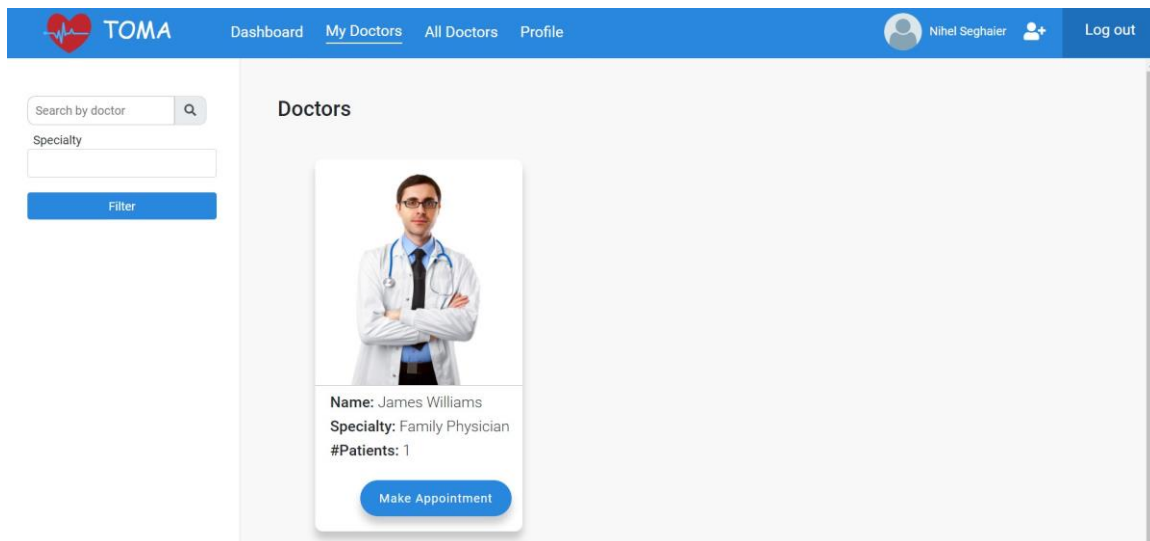 TOMA
Dashboard My Doctors All Doctors Profile
Nihel Seghaier
Log out
Search by doctor
Specialty
Filter
Doctors
Name: James Williams
Specialty: Family Physician
#Patients: 1
Make Appointment